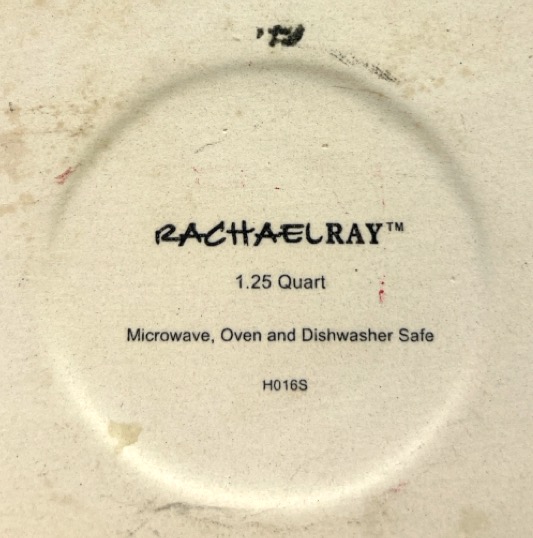 RACHAELRAY™
1.25 Quart
Microwave, Oven and Dishwasher Safe
H016S